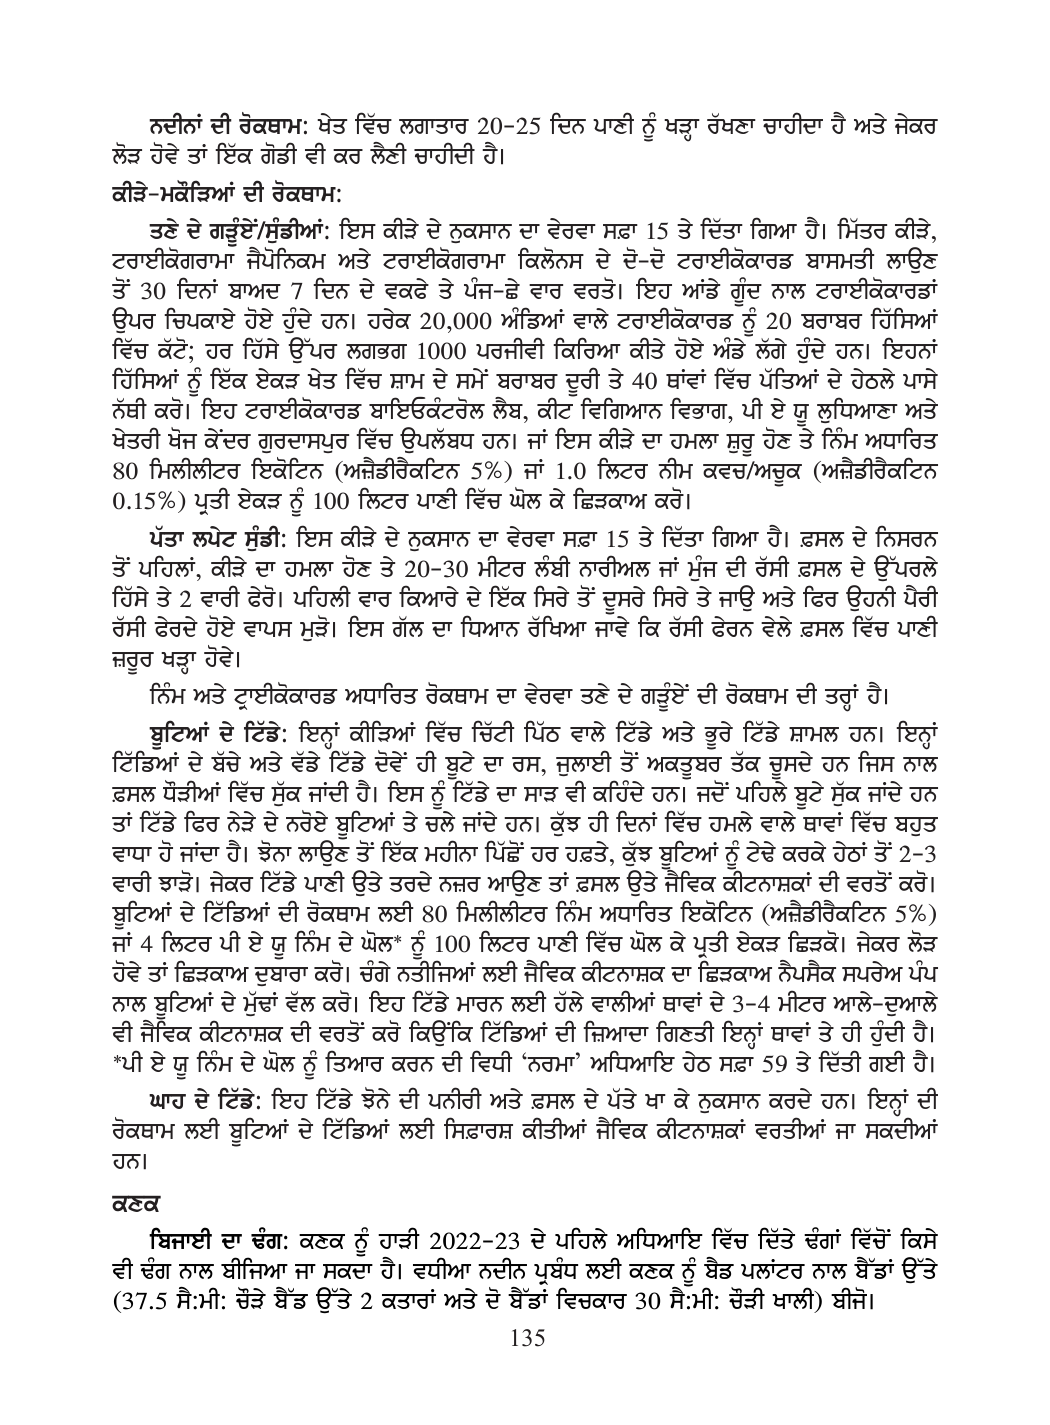 ਨਦੀਨਾਂ ਦੀ ਰੋਕਥਾਮ: ਖੇਤ ਵਿੱਚ ਲਗਾਤਾਰ 20-25 ਦਿਨ ਪਾਣੀ ਨੂੰ ਖੜ੍ਹਾ ਰੱਖਣਾ ਚਾਹੀਦਾ ਹੈ ਅਤੇ ਜੇਕਰ
ਲੋੜ ਹੋਵੇ ਤਾਂ ਇੱਕ ਗੋਡੀ ਵੀ ਕਰ ਲੈਣੀ ਚਾਹੀਦੀ ਹੈ।
ਕੀੜੇ-ਮਕੌੜਿਆਂ ਦੀ ਰੋਕਥਾਮ:
ਤਣੇ ਦੇ ਗੜੂੰਏਂ/ਸੁੰਡੀਆਂ: ਇਸ ਕੀੜੇ ਦੇ ਨੁਕਸਾਨ ਦਾ ਵੇਰਵਾ ਸਫ਼ਾ 15 ਤੇ ਦਿੱਤਾ ਗਿਆ ਹੈ। ਮਿੱਤਰ ਕੀੜੇ,
ਟਰਾਈਕੋਗਰਾਮਾ ਜੈਪੋਨਿਕਮ ਅਤੇ ਟਰਾਈਕੋਗਰਾਮਾ ਕਿਲੋਨਸ ਦੇ ਦੋ-ਦੋ ਟਰਾਈਕੋਕਾਰਡ ਬਾਸਮਤੀ ਲਾਉਣ
ਤੋਂ 30 ਦਿਨਾਂ ਬਾਅਦ 7 ਦਿਨ ਦੇ ਵਕਫੇ ਤੇ ਪੰਜ-ਛੇ ਵਾਰ ਵਰਤੋ। ਇਹ ਆਂਡੇ ਗੂੰਦ ਨਾਲ ਟਰਾਈਕੋਕਾਰਡਾਂ
ਉਪਰ ਚਿਪਕਾਏ ਹੋਏ ਹੁੰਦੇ ਹਨ। ਹਰੇਕ 20,000 ਅੰਡਿਆਂ ਵਾਲੇ ਟਰਾਈਕੋਕਾਰਡ ਨੂੰ 20 ਬਰਾਬਰ ਹਿੱਸਿਆਂ
ਵਿੱਚ ਕੱਟੋ; ਹਰ ਹਿੱਸੇ ਉੱਪਰ ਲਗਭਗ 1000 ਪਰਜੀਵੀ ਕਿਰਿਆ ਕੀਤੇ ਹੋਏ ਅੰਡੇ ਲੱਗੇ ਹੁੰਦੇ ਹਨ। ਇਹਨਾਂ
ਹਿੱਸਿਆਂ ਨੂੰ ਇੱਕ ਏਕੜ ਖੇਤ ਵਿੱਚ ਸ਼ਾਮ ਦੇ ਸਮੇਂ ਬਰਾਬਰ ਦੂਰੀ ਤੇ 40 ਥਾਂਵਾਂ ਵਿੱਚ ਪੱਤਿਆਂ ਦੇ ਹੇਠਲੇ ਪਾਸੇ
ਨੱਥੀ ਕਰੋ। ਇਹ ਟਰਾਈਕੋਕਾਰਡ ਬਾਇਓਕੰਟਰੋਲ ਲੈਬ, ਕੀਟ ਵਿਗਿਆਨ ਵਿਭਾਗ, ਪੀ ਏ ਯੂ ਲੁਧਿਆਣਾ ਅਤੇ
ਖੇਤਰੀ ਖੋਜ ਕੇਂਦਰ ਗੁਰਦਾਸਪੁਰ ਵਿੱਚ ਉਪਲੱਬਧ ਹਨ। ਜਾਂ ਇਸ ਕੀੜੇ ਦਾ ਹਮਲਾ ਸ਼ੁਰੂ ਹੋਣ ਤੇ ਨਿੰਮ ਅਧਾਰਿਤ
80 ਮਿਲੀਲੀਟਰ ਇਕੋਟਿਨ (ਅਜ਼ੈਡੀਰੈਕਟਿਨ 5%) ਜਾਂ 1.0 ਲਿਟਰ ਨੀਮ ਕਵਚ/ਅਚੂਕ (ਅਜ਼ੈਡੀਰੈਕਟਿਨ
0.15%) ਪ੍ਰਤੀ ਏਕੜ ਨੂੰ 100 ਲਿਟਰ ਪਾਣੀ ਵਿੱਚ ਘੋਲ ਕੇ ਛਿੜਕਾਅ ਕਰੋ।
ਪੱਤਾ ਲਪੇਟ ਸੁੰਡੀ: ਇਸ ਕੀੜੇ ਦੇ ਨੁਕਸਾਨ ਦਾ ਵੇਰਵਾ ਸਫ਼ਾ 15 ਤੇ ਦਿੱਤਾ ਗਿਆ ਹੈ। ਫ਼ਸਲ ਦੇ ਨਿਸਰਨ
ਤੋਂ ਪਹਿਲਾਂ, ਕੀੜੇ ਦਾ ਹਮਲਾ ਹੋਣ ਤੇ 20-30 ਮੀਟਰ ਲੰਬੀ ਨਾਰੀਅਲ ਜਾਂ ਮੁੰਜ ਦੀ ਰੱਸੀ ਫ਼ਸਲ ਦੇ ਉੱਪਰਲੇ
ਹਿੱਸੇ ਤੇ 2 ਵਾਰੀ ਫੇਰੋ। ਪਹਿਲੀ ਵਾਰ ਕਿਆਰੇ ਦੇ ਇੱਕ ਸਿਰੇ ਤੋਂ ਦੂਸਰੇ ਸਿਰੇ ਤੇ ਜਾਉ ਅਤੇ ਫਿਰ ਉਹਨੀ ਪੈਰੀ
ਰੱਸੀ ਫੇਰਦੇ ਹੋਏ ਵਾਪਸ ਮੁੜੋ। ਇਸ ਗੱਲ ਦਾ ਧਿਆਨ ਰੱਖਿਆ ਜਾਵੇ ਕਿ ਰੱਸੀ ਫੇਰਨ ਵੇਲੇ ਫ਼ਸਲ ਵਿੱਚ ਪਾਣੀ
ਜ਼ਰੂਰ ਖੜ੍ਹਾ ਹੋਵੇ।
ਨਿੰਮ ਅਤੇ ਟ੍ਰਾਈਕੋਕਾਰਡ ਅਧਾਰਿਤ ਰੋਕਥਾਮ ਦਾ ਵੇਰਵਾ ਤਣੇ ਦੇ ਗੜੂੰਏਂ ਦੀ ਰੋਕਥਾਮ ਦੀ ਤਰ੍ਹਾਂ ਹੈ।
ਬੂਟਿਆਂ ਦੇ ਟਿੱਡੇ: ਇਨ੍ਹਾਂ ਕੀੜਿਆਂ ਵਿੱਚ ਚਿੱਟੀ ਪਿੱਠ ਵਾਲੇ ਟਿੱਡੇ ਅਤੇ ਭੂਰੇ ਟਿੱਡੇ ਸ਼ਾਮਲ ਹਨ। ਇਨ੍ਹਾਂ
ਟਿੱਡਿਆਂ ਦੇ ਬੱਚੇ ਅਤੇ ਵੱਡੇ ਟਿੱਡੇ ਦੋਵੇਂ ਹੀ ਬੂਟੇ ਦਾ ਰਸ, ਜੁਲਾਈ ਤੋਂ ਅਕਤੂਬਰ ਤੱਕ ਚੂਸਦੇ ਹਨ ਜਿਸ ਨਾਲ
ਫ਼ਸਲ ਧੌੜੀਆਂ ਵਿੱਚ ਸੁੱਕ ਜਾਂਦੀ ਹੈ। ਇਸ ਨੂੰ ਟਿੱਡੇ ਦਾ ਸਾੜ ਵੀ ਕਹਿੰਦੇ ਹਨ। ਜਦੋਂ ਪਹਿਲੇ ਬੂਟੇ ਸੁੱਕ ਜਾਂਦੇ ਹਨ
ਤਾਂ ਟਿੱਡੇ ਫਿਰ ਨੇੜੇ ਦੇ ਨਰੋਏ ਬੂਟਿਆਂ ਤੇ ਚਲੇ ਜਾਂਦੇ ਹਨ। ਕੁੱਝ ਹੀ ਦਿਨਾਂ ਵਿੱਚ ਹਮਲੇ ਵਾਲੇ ਥਾਵਾਂ ਵਿੱਚ ਬਹੁਤ
ਵਾਧਾ ਹੋ ਜਾਂਦਾ ਹੈ। ਝੋਨਾ ਲਾਉਣ ਤੋਂ ਇੱਕ ਮਹੀਨਾ ਪਿੱਛੋਂ ਹਰ ਹਫ਼ਤੇ, ਕੁੱਝ ਬੂਟਿਆਂ ਨੂੰ ਟੇਢੇ ਕਰਕੇ ਹੇਠਾਂ ਤੋਂ 2-3
ਵਾਰੀ ਝਾੜੋ। ਜੇਕਰ ਟਿੱਡੇ ਪਾਣੀ ਉਤੇ ਤਰਦੇ ਨਜ਼ਰ ਆਉਣ ਤਾਂ ਫ਼ਸਲ ਉਤੇ ਜੈਵਿਕ ਕੀਟਨਾਸ਼ਕਾਂ ਦੀ ਵਰਤੋਂ ਕਰੋ।
ਬੂਟਿਆਂ ਦੇ ਟਿੱਡਿਆਂ ਦੀ ਰੋਕਥਾਮ ਲਈ 80 ਮਿਲੀਲੀਟਰ ਨਿੰਮ ਅਧਾਰਿਤ ਇਕੋਟਿਨ (ਅਜ਼ੈਡੀਰੈਕਟਿਨ 5%)
ਜਾਂ 4 ਲਿਟਰ ਪੀ ਏ ਯੂ ਨਿੰਮ ਦੇ ਘੋਲ* ਨੂੰ 100 ਲਿਟਰ ਪਾਣੀ ਵਿੱਚ ਘੋਲ ਕੇ ਪ੍ਰਤੀ ਏਕੜ ਛਿੜਕੋ। ਜੇਕਰ ਲੋੜ
ਹੋਵੇ ਤਾਂ ਛਿੜਕਾਅ ਦੁਬਾਰਾ ਕਰੋ। ਚੰਗੇ ਨਤੀਜਿਆਂ ਲਈ ਜੈਵਿਕ ਕੀਟਨਾਸ਼ਕ ਦਾ ਛਿੜਕਾਅ ਨੈਪਸੈਕ ਸਪਰੇਅ ਪੰਪ
ਨਾਲ ਬੂਟਿਆਂ ਦੇ ਮੁੱਢਾਂ ਵੱਲ ਕਰੋ। ਇਹ ਟਿੱਡੇ ਮਾਰਨ ਲਈ ਹੱਲੇ ਵਾਲੀਆਂ ਥਾਵਾਂ ਦੇ 3-4 ਮੀਟਰ ਆਲੇ-ਦੁਆਲੇ
ਵੀ ਜੈਵਿਕ ਕੀਟਨਾਸ਼ਕ ਦੀ ਵਰਤੋਂ ਕਰੋ ਕਿਉਂਕਿ ਟਿੱਡਿਆਂ ਦੀ ਜ਼ਿਆਦਾ ਗਿਣਤੀ ਇਨ੍ਹਾਂ ਥਾਵਾਂ ਤੇ ਹੀ ਹੁੰਦੀ ਹੈ।
*ਪੀ ਏ ਯੂ ਨਿੰਮ ਦੇ ਘੋਲ ਨੂੰ ਤਿਆਰ ਕਰਨ ਦੀ ਵਿਧੀ 'ਨਰਮਾ' ਅਧਿਆਇ ਹੇਠ ਸਫ਼ਾ 59 ਤੇ ਦਿੱਤੀ ਗਈ ਹੈ।
ਘਾਹ ਦੇ ਟਿੱਡੇ: ਇਹ ਟਿੱਡੇ ਝੋਨੇ ਦੀ ਪਨੀਰੀ ਅਤੇ ਫ਼ਸਲ ਦੇ ਪੱਤੇ ਖਾ ਕੇ ਨੁਕਸਾਨ ਕਰਦੇ ਹਨ। ਇਨ੍ਹਾਂ ਦੀ
ਰੋਕਥਾਮ ਲਈ ਬੂਟਿਆਂ ਦੇ ਟਿੱਡਿਆਂ ਲਈ ਸਿਫ਼ਾਰਸ਼ ਕੀਤੀਆਂ ਜੈਵਿਕ ਕੀਟਨਾਸ਼ਕਾਂ ਵਰਤੀਆਂ ਜਾ ਸਕਦੀਆਂ
ਹਨ।
ਕਣਕ
ਬਿਜਾਈ ਦਾ ਢੰਗ: ਕਣਕ ਨੂੰ ਹਾੜੀ 2022-23 ਦੇ ਪਹਿਲੇ ਅਧਿਆਇ ਵਿੱਚ ਦਿੱਤੇ ਢੰਗਾਂ ਵਿੱਚੋਂ ਕਿਸੇ
ਵੀ ਢੰਗ ਨਾਲ ਬੀਜਿਆ ਜਾ ਸਕਦਾ ਹੈ। ਵਧੀਆ ਨਦੀਨ ਪ੍ਰਬੰਧ ਲਈ ਕਣਕ ਨੂੰ ਬੈਡ ਪਲਾਂਟਰ ਨਾਲ ਬੈੱਡਾਂ ਉੱਤੇ
(37.5 ਸੈ:ਮੀ: ਚੌੜੇ ਬੈੱਡ ਉੱਤੇ 2 ਕਤਾਰਾਂ ਅਤੇ ਦੋ ਬੈੱਡਾਂ ਵਿਚਕਾਰ 30 ਸੈ:ਮੀ: ਚੌੜੀ ਖਾਲੀ) ਬੀਜੋ।
135